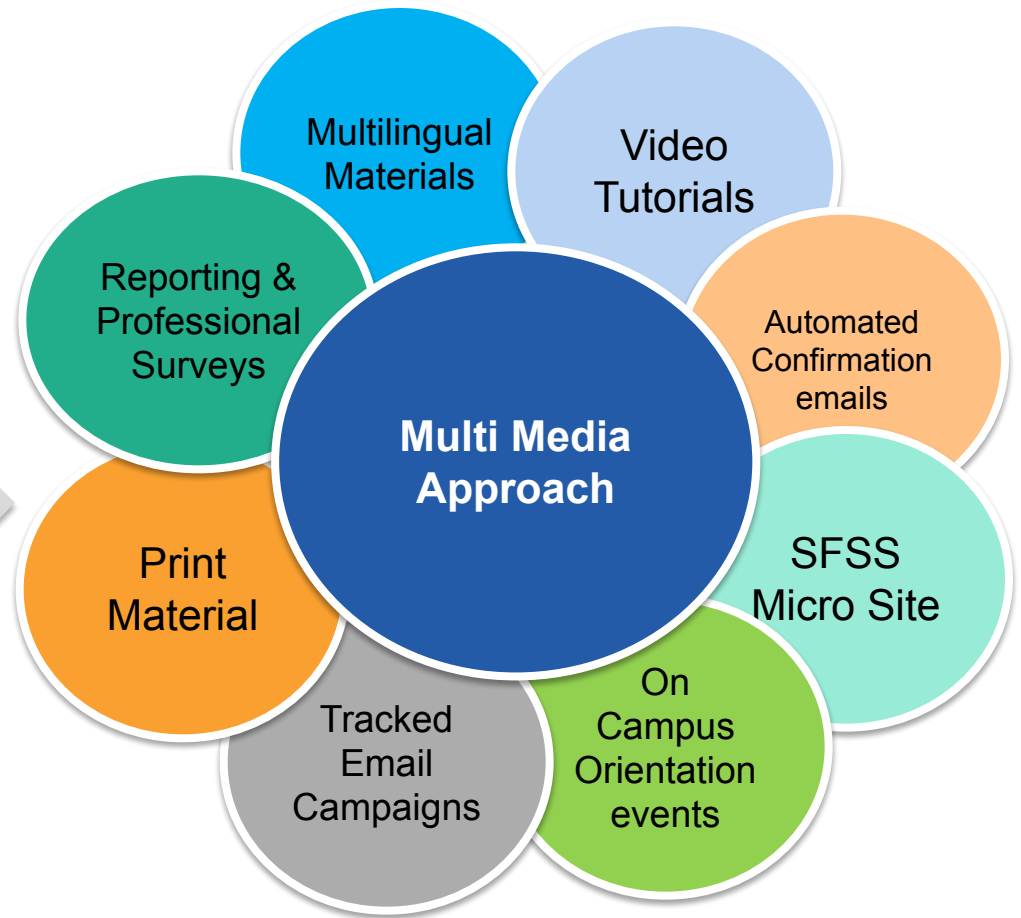 Multilingual
Materials
Video
Tutorials
Reporting &
Professional
Surveys
Automated
Confirmation
emails
Multi Media
Approach
Print
Material
SFSS
Micro Site
Tracked
Email
Campaigns
On
Campus
Orientation
events